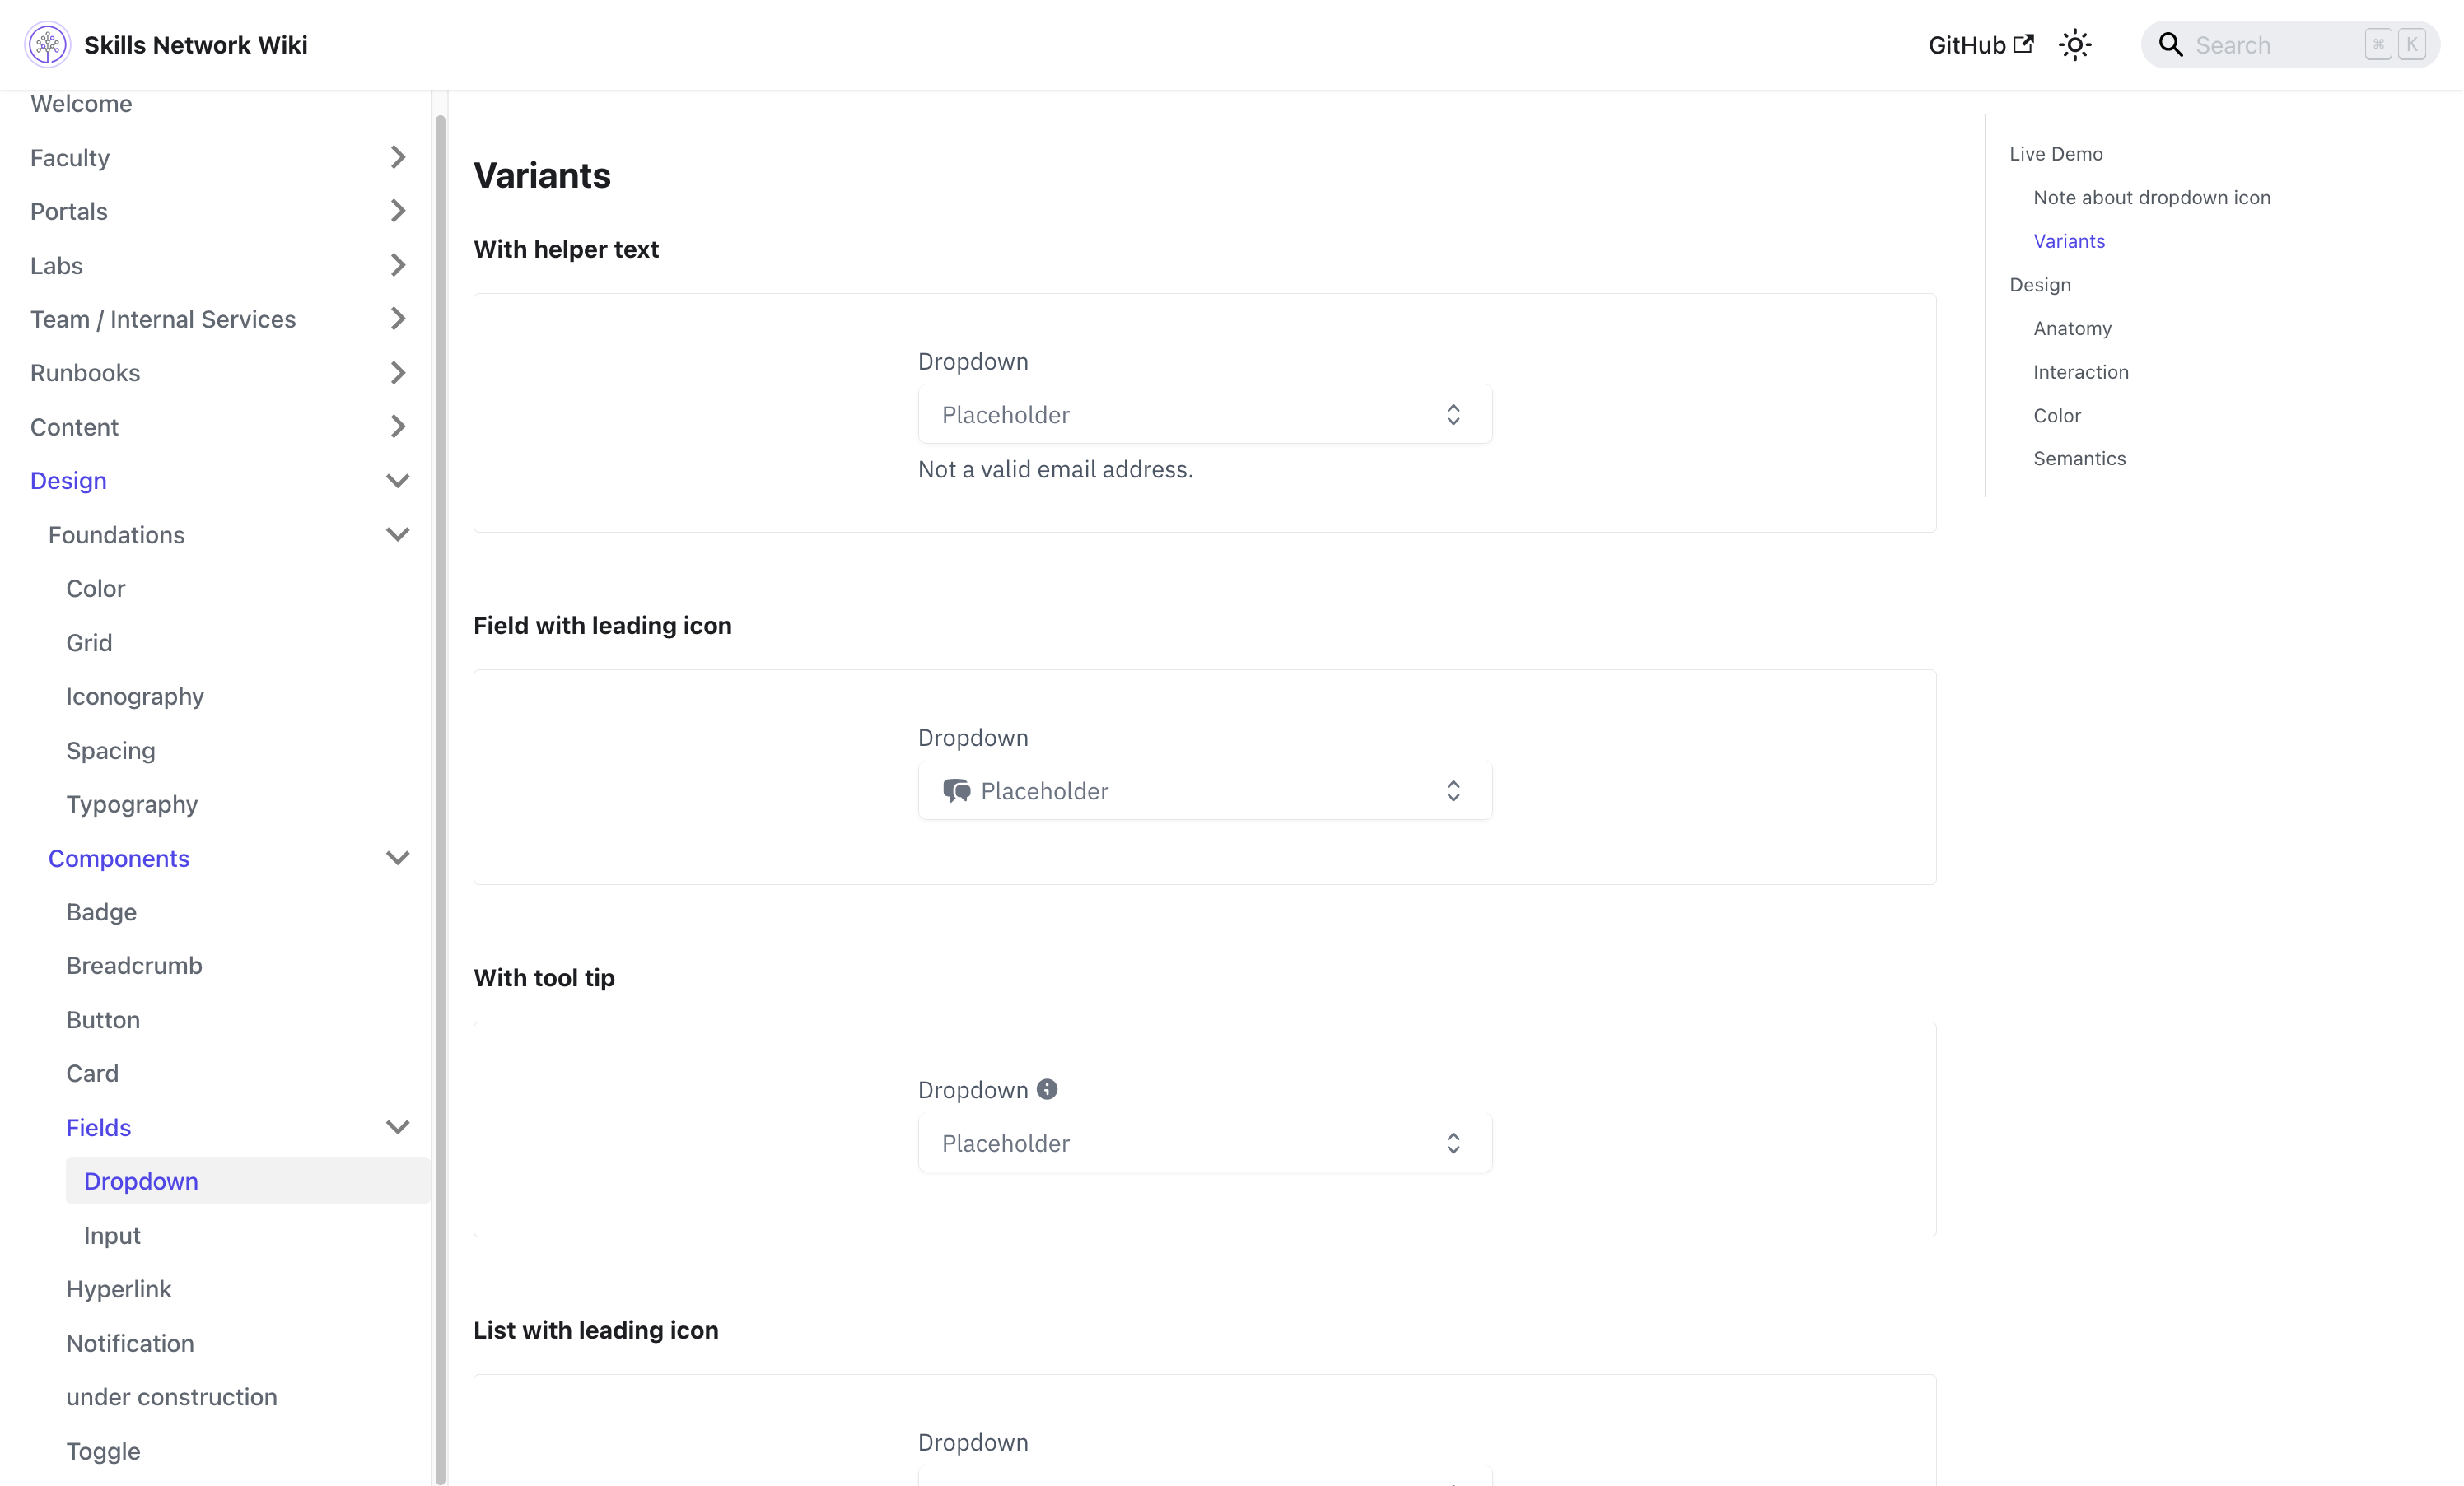 Skills Network Wiki
GitHub
Search
⌘ K
Welcome
Faculty
Portals
Labs
Team / Internal Services
Runbooks
Content
Design
Foundations
Color
Grid
Iconography
Spacing
Typography
Components
Badge
Breadcrumb
Button
Card
Fields
Dropdown
Input
Hyperlink
Notification
under construction
Toggle
Variants
With helper text
Dropdown
Placeholder
Not a valid email address.
Field with leading icon
Dropdown
Placeholder
With tool tip
Dropdown
Placeholder
List with leading icon
Dropdown
Live Demo
Note about dropdown icon
Variants
Design
Anatomy
Interaction
Color
Semantics